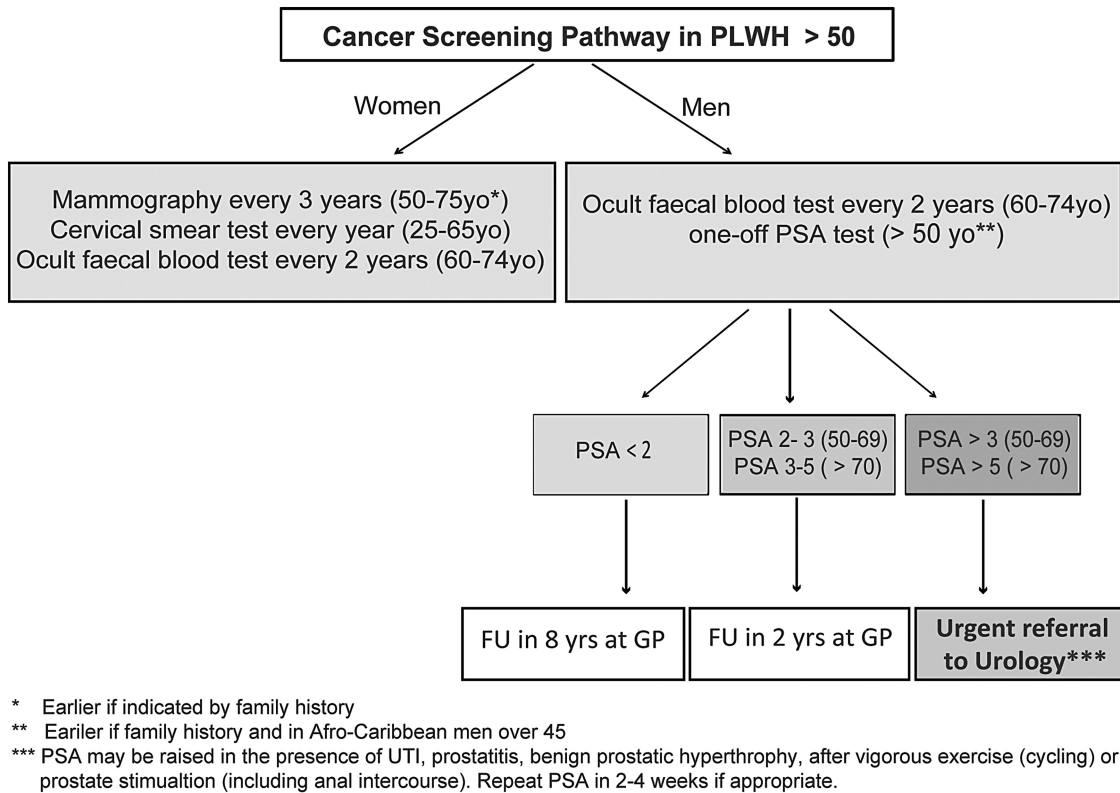 Cancer Screening Pathway in PLWH > 50
Women
Men
Mammography every 3 years (50-75yo*)
Cervical smear test every year (25-65yo)
Ocult faecal blood test every 2 years (60-74yo)
Ocult faecal blood test every 2 years (60-74yo)
one-off PSA test (> 50 yo**)
PSA < 2
PSA 2- 3 (50-69)
PSA 3-5 ( > 70)
PSA > 3 (50-69)
PSA > 5 ( > 70)
FU in 8 yrs at GP
FU in 2 yrs at GP
Urgent referral
to Urology***
* Earlier if indicated by family history
** Eariler if family history and in Afro-Caribbean men over 45
*** PSA may be raised in the presence of UTI, prostatitis, benign prostatic hyperthrophy, after vigorous exercise (cycling) or
prostate stimualtion (including anal intercourse). Repeat PSA in 2-4 weeks if appropriate.